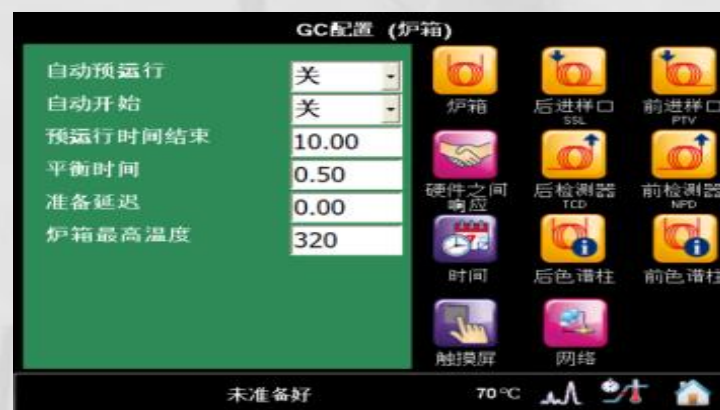 GC配置 (炉箱)
自动预运行 关
自动开始 关
预运行时间结束 10.00
平衡时间 0.50
准备延迟 0.00
炉箱最高温度 320
炉箱
后进样口
SSL
前进样口
PTV
硬件之间
响应
后检测器
TCD
前检测器
NPD
时间
后色谱柱
前色谱柱
触摸屏
网络
未准备好 70°C